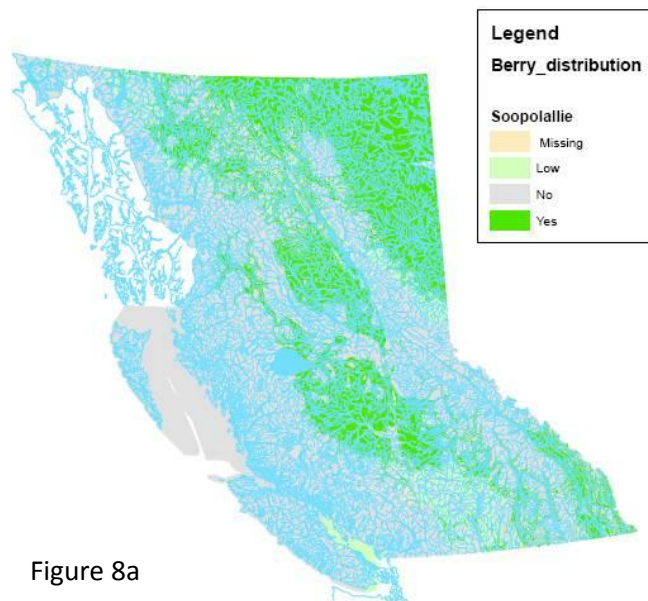 Legend
Berry_distribution
Soopolallie
Missing
Low
No
Yes
Figure 8a